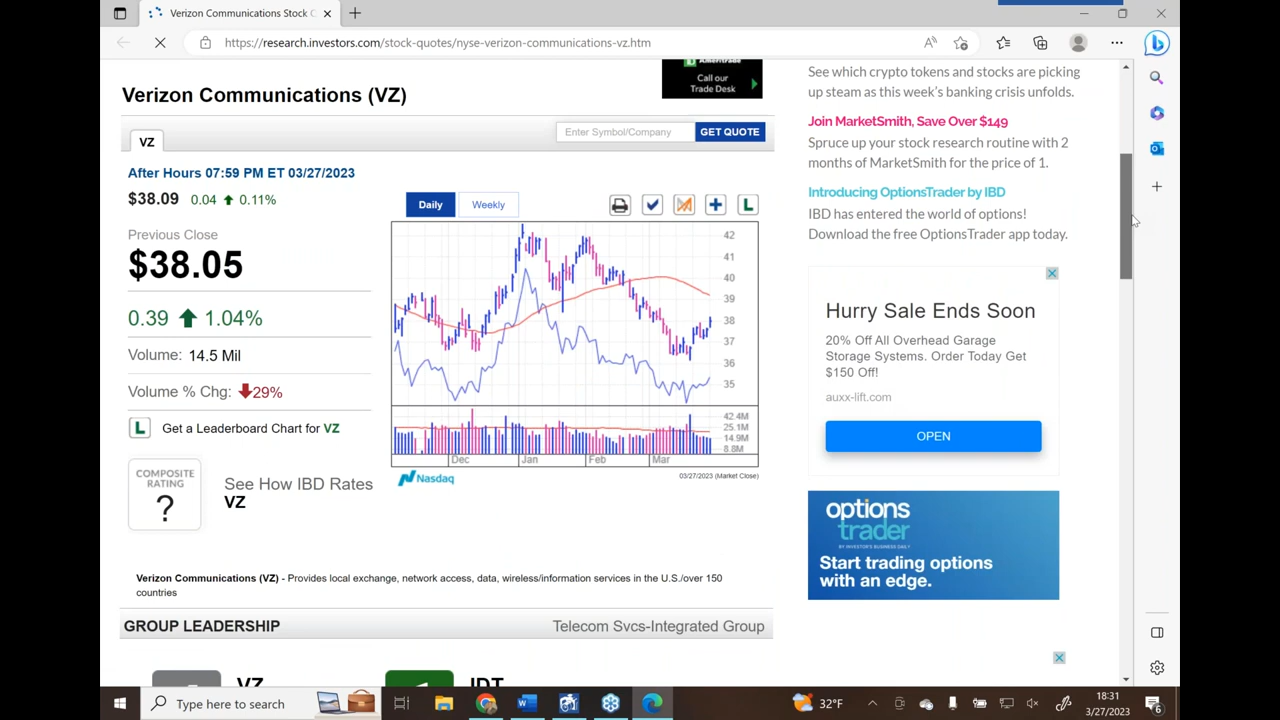 Verizon Communications Stock C
https://research.investors.com/stock-quotes/nyse-verizon-communications-vz.htm
Ameritrade
Call our
Trade Desk
Verizon Communications (VZ)
VZ
Enter Symbol/Company
GET QUOTE
After Hours 07:59 PM ET 03/27/2023
$38.09 0.04 0.11%
Previous Close
$38.05
0.39 1.04%
Volume: 14.5 Mil
Volume % Chg: 29%
L Get a Leaderboard Chart for VZ
COMPOSITE
RATING
?
See How IBD Rates
VZ
Daily
Weekly
L
42
41
40
39
38
37
36
35
42.4M
25.1M
14.9M
8.8M
Dec Jan Feb Mar
Nasdaq
03/27/2023 (Market Close)
Verizon Communications (VZ) - Provides local exchange, network access, data, wireless/information services in the U.S./over 150
countries
GROUP LEADERSHIP
Telecom Svcs-Integrated Group
VZ
IDT
See which crypto tokens and stocks are picking
up steam as this week's banking crisis unfolds.
Join MarketSmith, Save Over $149
Spruce up your stock research routine with 2
months of MarketSmith for the price of 1.
Introducing OptionsTrader by IBD
IBD has entered the world of options!
Download the free OptionsTrader app today.
Hurry Sale Ends Soon
20% Off All Overhead Garage
Storage Systems. Order Today Get
$150 Off!
auxx-lift.com
OPEN
options
trader
BY INVESTOR'S BUSINESS DAILY
Start trading options
with an edge.
Type here to search
32°F
18:31
3/27/2023
6